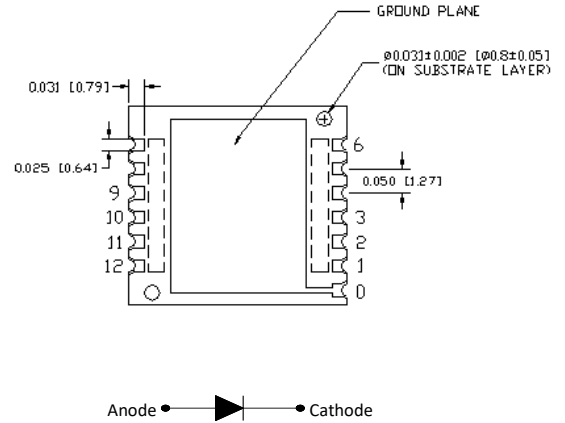 GROUND PLANE
ø0.031±0.002 [ø0.8±0.05]
(ON SUBSTRATE LAYER)
0.031 [0.79]
0.025 [0.64]
6
0.050 [1.27]
9
10
3
11
2
12
1
0
Anode
Cathode